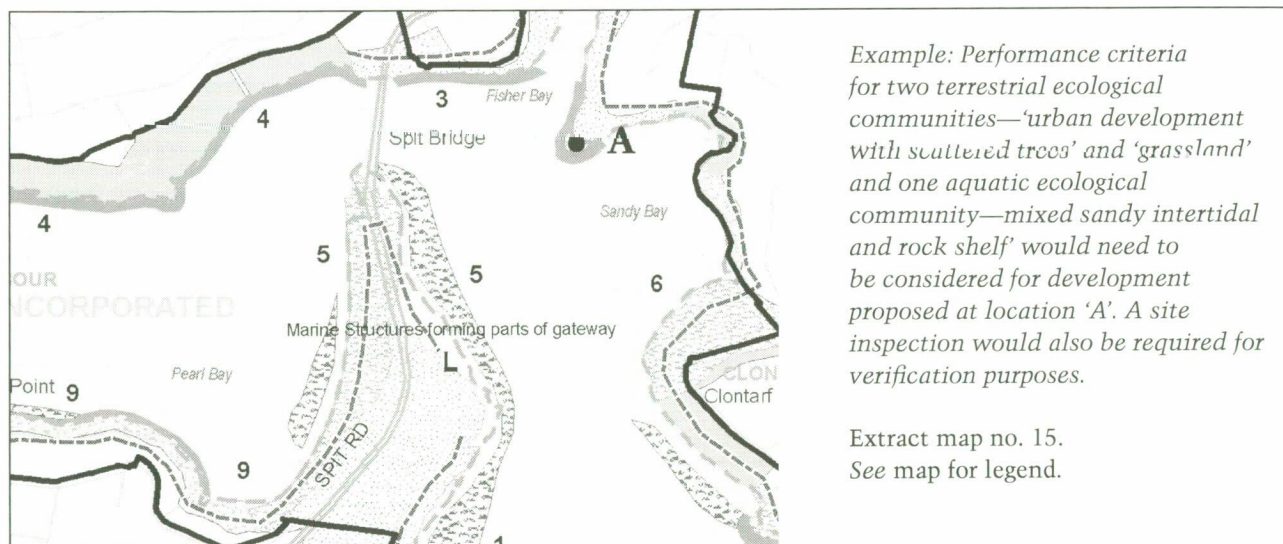 3
Fisher Bay
4
Spit Bridge
A
4
Sandy Bay
5
5
6
OUR
NCORPORATED
Marine Structures forming parts of gateway
L
Pearl Bay
CLON
Clontarf
Point 9
9
SPIT RD
1
Example: Performance criteria
for two terrestrial ecological
communities—‘urban development
with scattered trees’ and ‘grassland’
and one aquatic ecological
community—mixed sandy intertidal
and rock shelf’ would need to
be considered for development
proposed at location ‘A’. A site
inspection would also be required for
verification purposes.
Extract map no. 15.
See map for legend.